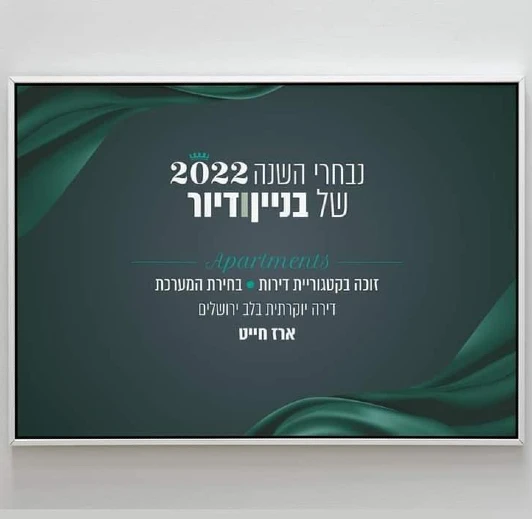 נבחרי השנה 2022
של בניין ודיור
Apartments
זוכה בקטגוריית דירות • בחירת המערכת
דירה יוקרתית בלב ירושלים
ארז חייט